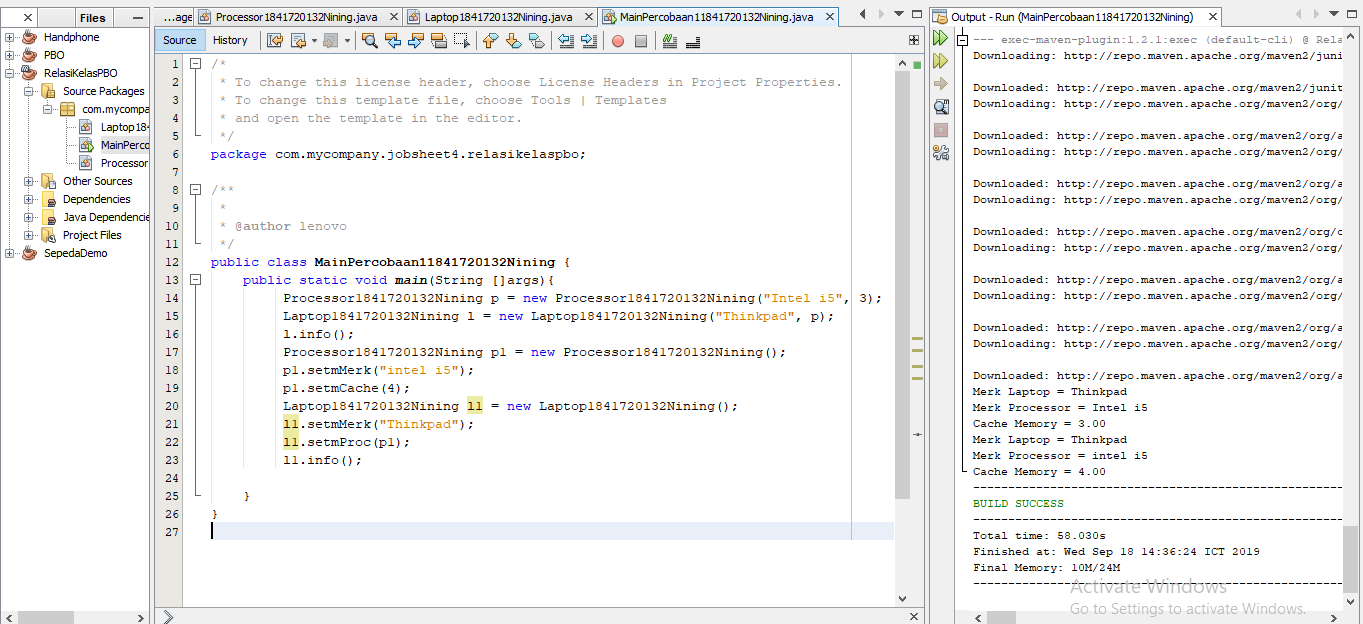 Files
Handphone
PBO
RelasiKelasPBO
Source Packages
com.mycompa
Laptop184
MainPerco
Processor
Other Sources
Dependencies
Java Dependencie
Project Files
SepedaDemo
...age
Processor1841720132Nining.java
Laptop1841720132Nining.java
MainPercobaan11841720132Nining.java
Source
History
1 /*
2 * To change this license header, choose License Headers in Project Properties.
3 * To change this template file, choose Tools | Templates
4 * and open the template in the editor.
5 */
6 package com.mycompany.jobsheet4.relasikelaspbo;
7
8 /**
9 *
10 * @author lenovo
11 */
12 public class MainPercobaan11841720132Nining {
13 public static void main(String []args){
14 Processor1841720132Nining p = new Processor1841720132Nining("Intel i5", 3);
15 Laptop1841720132Nining l = new Laptop1841720132Nining("Thinkpad", p);
16 l.info();
17 Processor1841720132Nining p1 = new Processor1841720132Nining();
18 p1.setmMerk("intel i5");
19 p1.setmCache(4);
20 Laptop1841720132Nining l1 = new Laptop1841720132Nining();
21 l1.setmMerk("Thinkpad");
22 l1.setmProc(p1);
23 l1.info();
24
25 }
26 }
27
Output - Run (MainPercobaan11841720132Nining)
--- exec-maven-plugin:1.2.1:exec (default-cli) @ Rela
Downloading: http://repo.maven.apache.org/maven2/juni
Downloaded: http://repo.maven.apache.org/maven2/junit
Downloading: http://repo.maven.apache.org/maven2/org/
Downloaded: http://repo.maven.apache.org/maven2/org/a
Downloading: http://repo.maven.apache.org/maven2/org/
Downloaded: http://repo.maven.apache.org/maven2/org/a
Downloading: http://repo.maven.apache.org/maven2/org/
Downloaded: http://repo.maven.apache.org/maven2/org/c
Downloading: http://repo.maven.apache.org/maven2/org/
Downloaded: http://repo.maven.apache.org/maven2/org/a
Downloading: http://repo.maven.apache.org/maven2/org/
Downloaded: http://repo.maven.apache.org/maven2/org/a
Downloading: http://repo.maven.apache.org/maven2/org/
Downloaded: http://repo.maven.apache.org/maven2/org/a
Merk Laptop = Thinkpad
Merk Processor = Intel i5
Cache Memory = 3.00
Merk Laptop = Thinkpad
Merk Processor = intel i5
Cache Memory = 4.00
------------------------------------------------------
BUILD SUCCESS
------------------------------------------------------
Total time: 58.030s
Finished at: Wed Sep 18 14:36:24 ICT 2019
Final Memory: 10M/24M
------------------------------------------------------
Activate Windows
Go to Settings to activate Windows.